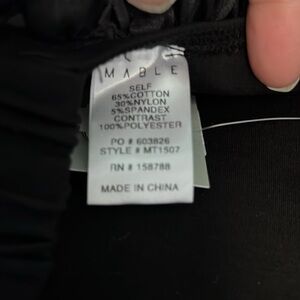 MABLE
SELF
65%COTTON
30%NYLON
5%SPANDEX
CONTRAST
100%POLYESTER
PO # 603826
STYLE # MT1507
RN # 158788
MADE IN CHINA